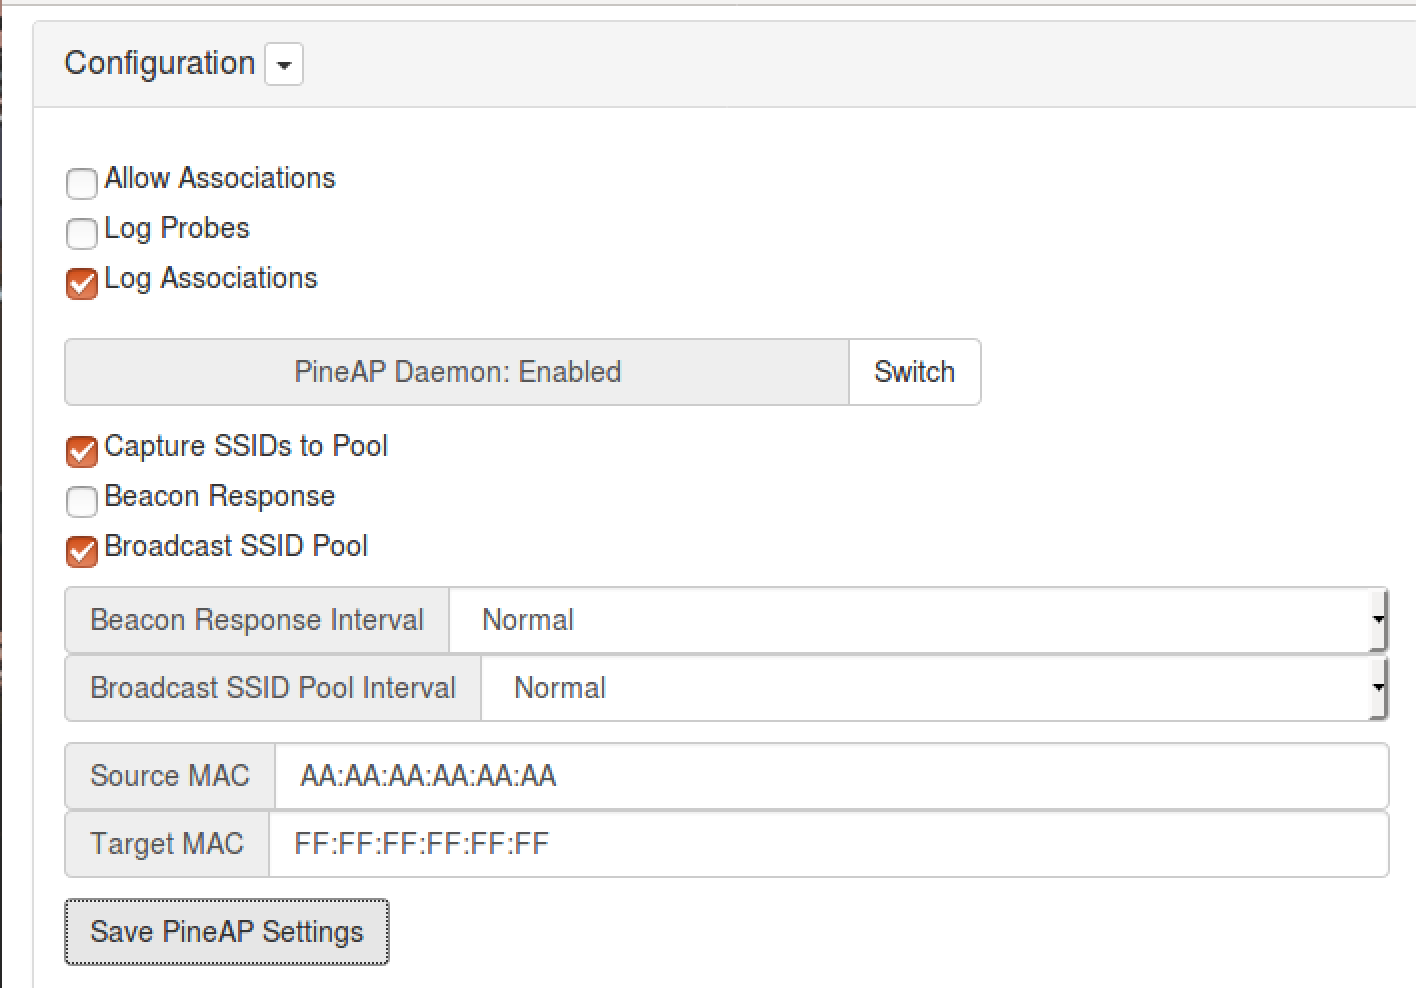 Configuration
Allow Associations
Log Probes
Log Associations
PineAP Daemon: Enabled Switch
Capture SSIDs to Pool
Beacon Response
Broadcast SSID Pool
Beacon Response Interval Normal
Broadcast SSID Pool Interval Normal
Source MAC AA:AA:AA:AA:AA:AA
Target MAC FF:FF:FF:FF:FF:FF
Save PineAP Settings